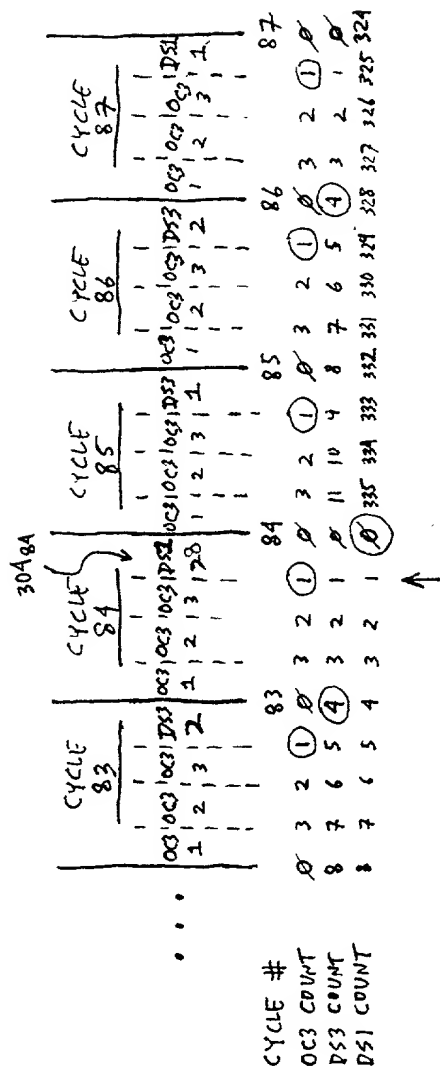 304 84
CYCLE CYCLE CYCLE CYCLE CYCLE
83 84 85 86 87
... OC3 OC3 OC3 DS3 OC3 OC3 OC3 DS1 OC3 OC3 OC3 DS3 OC3 OC3 OC3 DS3 OC3 OC3 OC3 DS1
1 2 3 2 1 2 3 28 1 2 3 1 1 2 3 2 1 2 3 1
CYCLE # 83 84 85 86 87
OC3 COUNT Ø 3 2 1 Ø 3 2 1 Ø 3 2 1 Ø 3 2 1 Ø 3 2 1 Ø
DS3 COUNT 8 7 6 5 4 3 2 1 Ø 11 10 4 8 7 6 5 4 3 2 1 Ø
DS1 COUNT 8 7 6 5 4 3 2 1 Ø 335 334 333 332 331 330 329 328 327 326 325 324